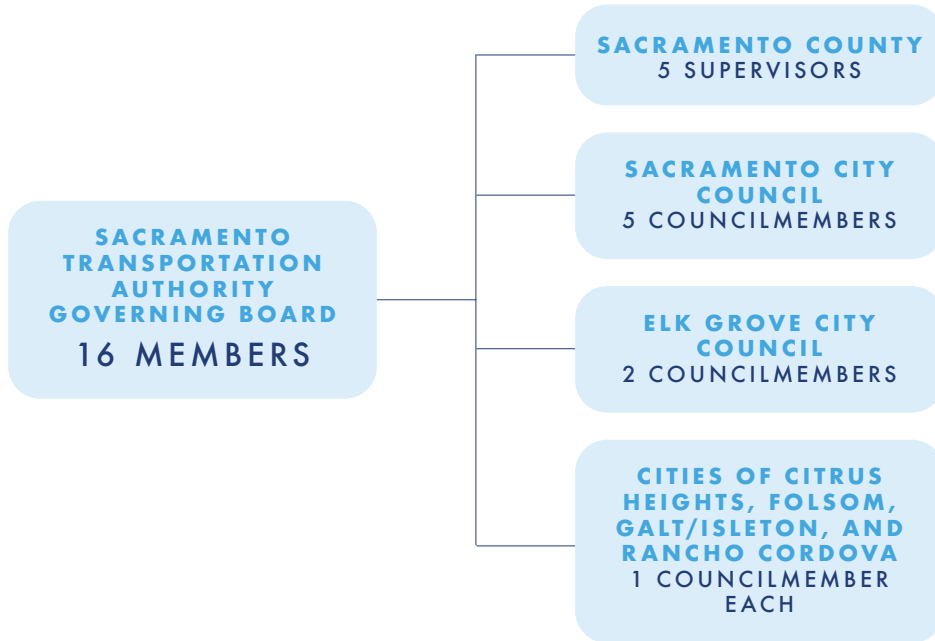 SACRAMENTO
TRANSPORTATION
AUTHORITY
GOVERNING BOARD
16 MEMBERS
SACRAMENTO COUNTY
5 SUPERVISORS
SACRAMENTO CITY
COUNCIL
5 COUNCILMEMBERS
ELK GROVE CITY
COUNCIL
2 COUNCILMEMBERS
CITIES OF CITRUS
HEIGHTS, FOLSOM,
GALT/ISLETON, AND
RANCHO CORDOVA
1 COUNCILMEMBER
EACH